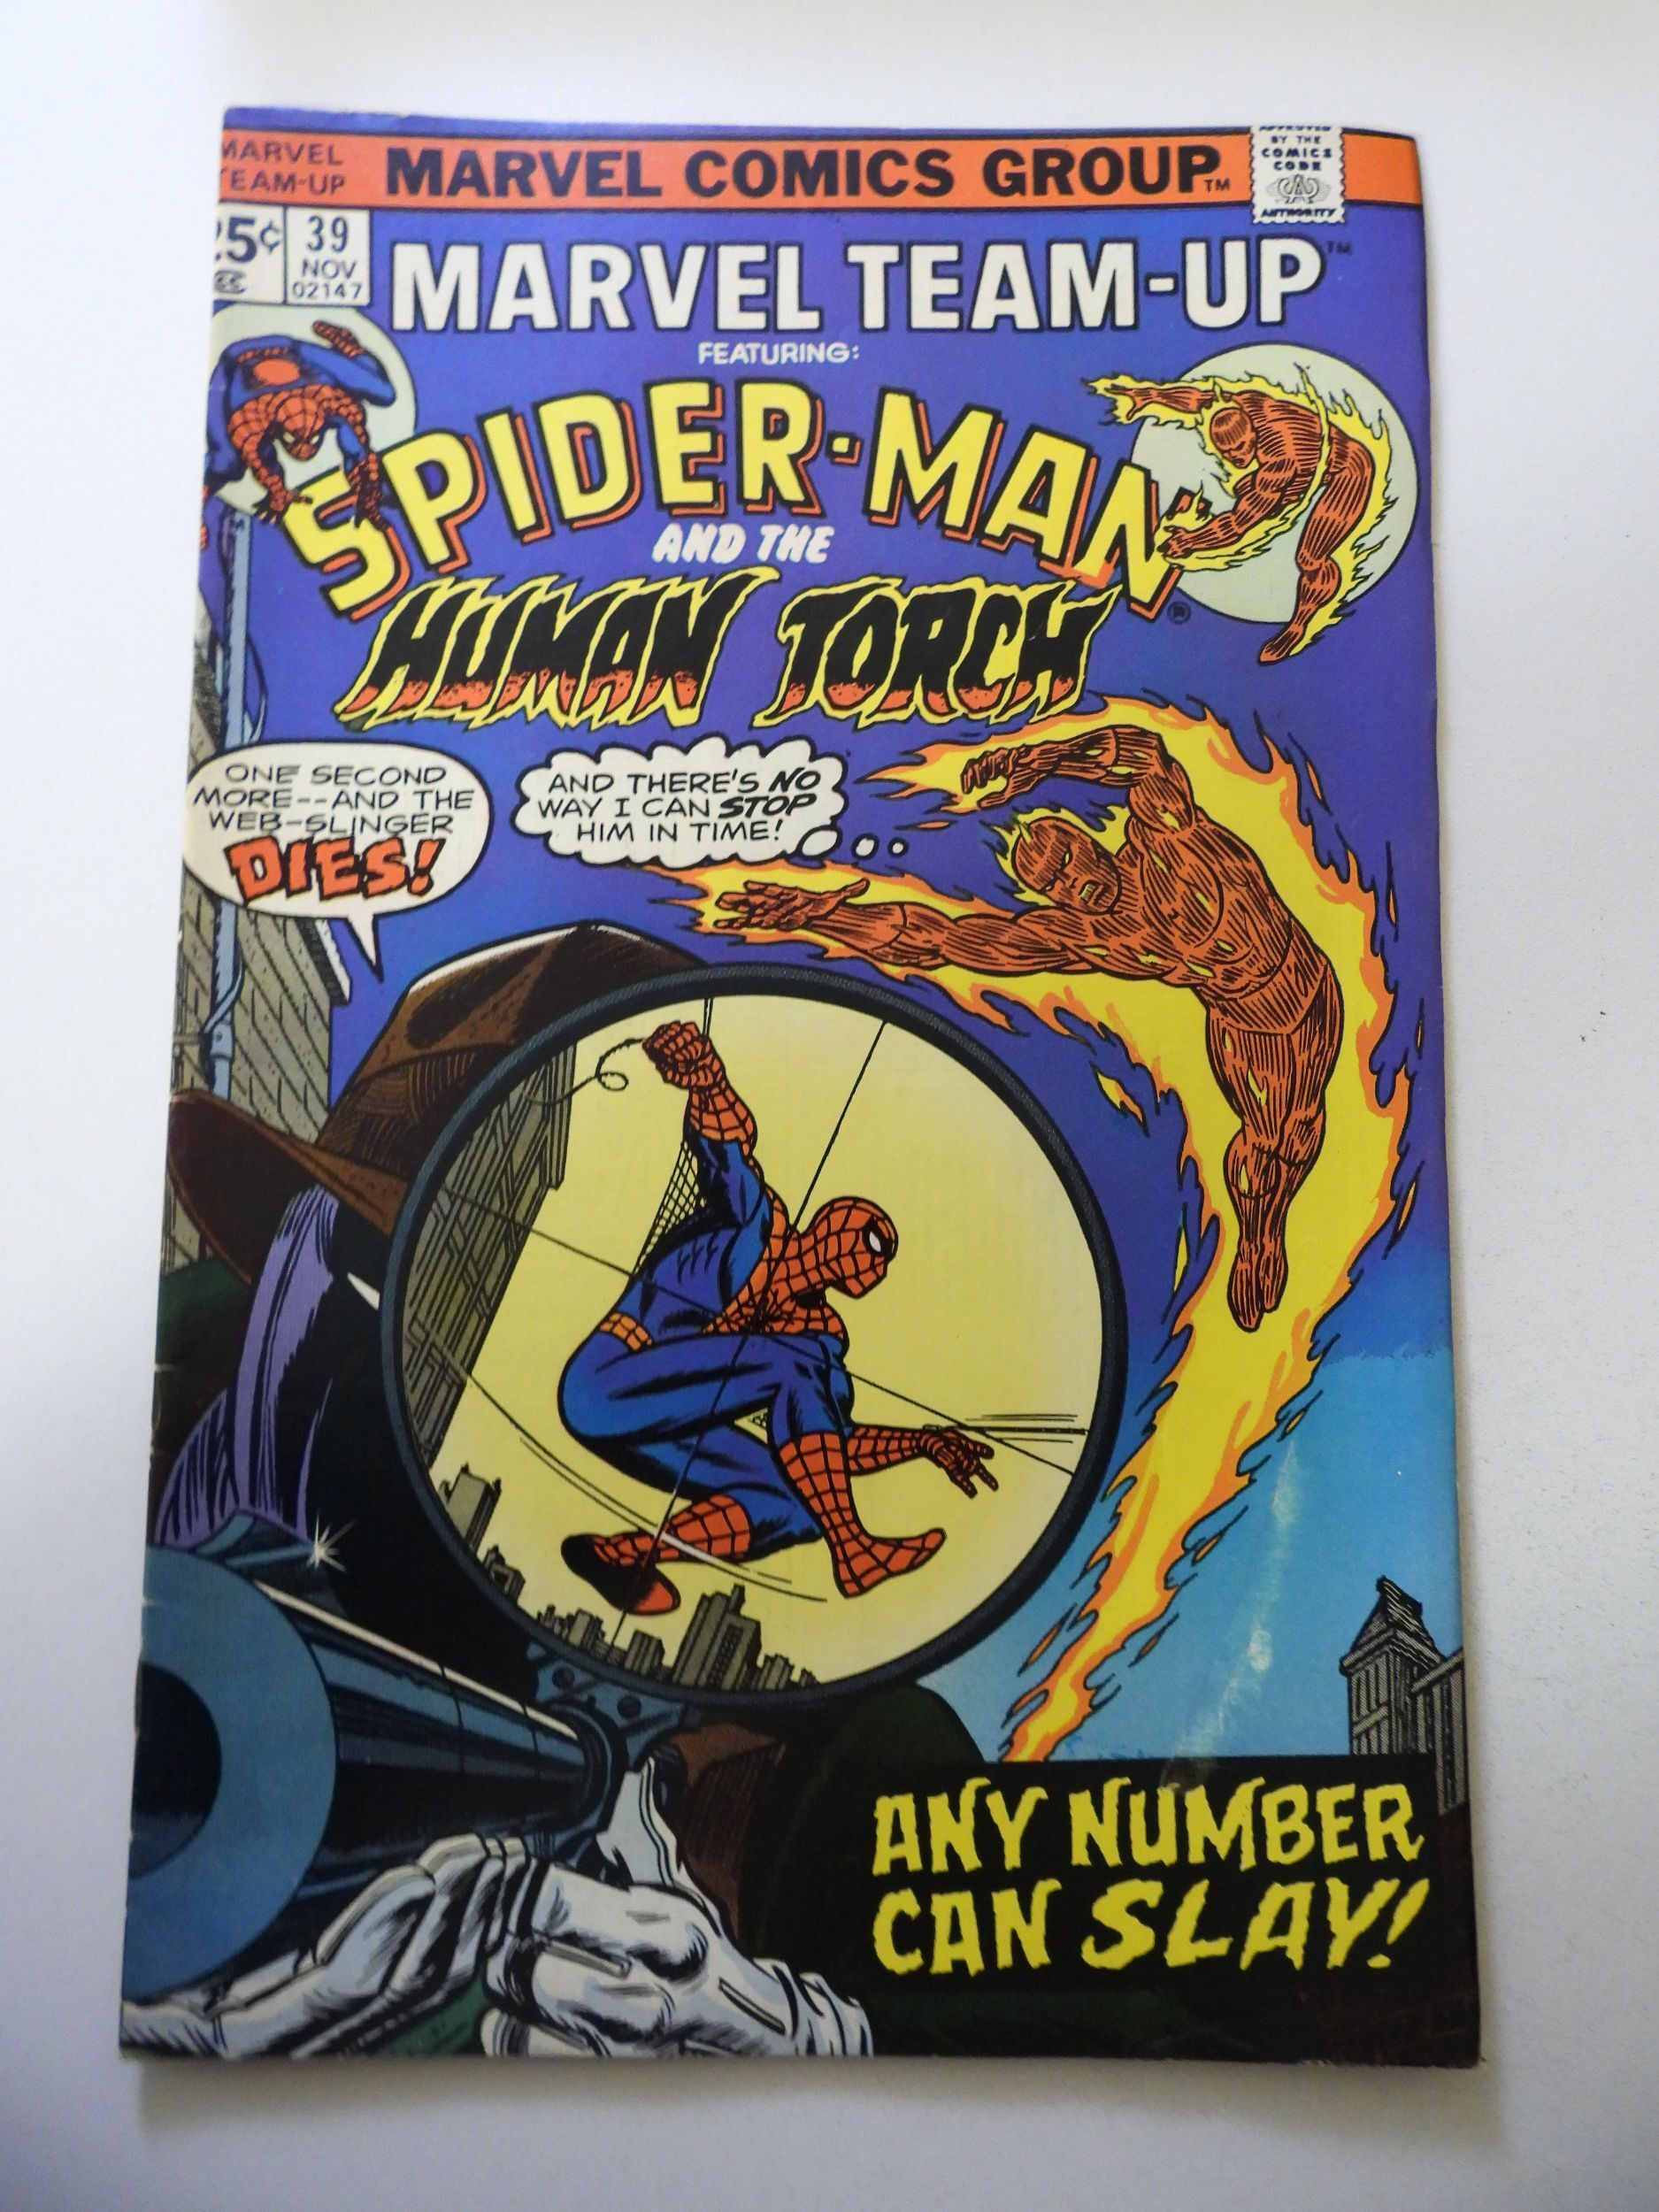 MARVEL
TEAM-UP
MARVEL COMICS GROUP™
APPROVED
BY THE
COMICS
CODE
AUTHORITY
25¢
39
NOV
02147
MARVEL TEAM-UP™
FEATURING:
SPIDER-MAN
AND THE
HUMAN TORCH®
ONE SECOND
MORE--AND THE
WEB-SLINGER
DIES!
AND THERE'S NO
WAY I CAN STOP
HIM IN TIME!
ANY NUMBER
CAN SLAY!